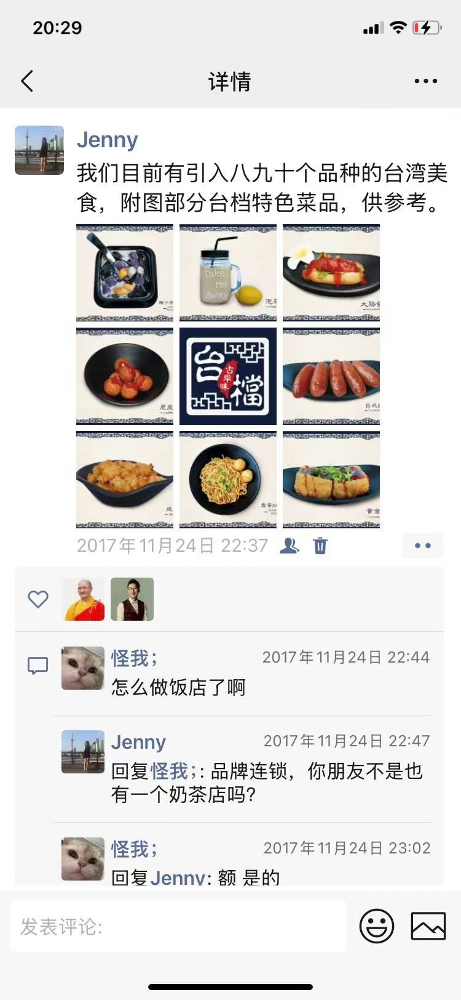 20:29
详情
Jenny
我们目前有引入八九十个品种的台湾美
食，附图部分台档特色菜品，供参考。
Take
Me
Away
大肠
虎皮
台
古早味
檔
台式
黄金
2017年11月24日 22:37
怪我；
2017年11月24日 22:44
怎么做饭店了啊
Jenny
2017年11月24日 22:47
回复怪我；: 品牌连锁，你朋友不是也
有一个奶茶店吗?
怪我；
2017年11月24日 23:02
回复Jenny: 额 是的
发表评论: